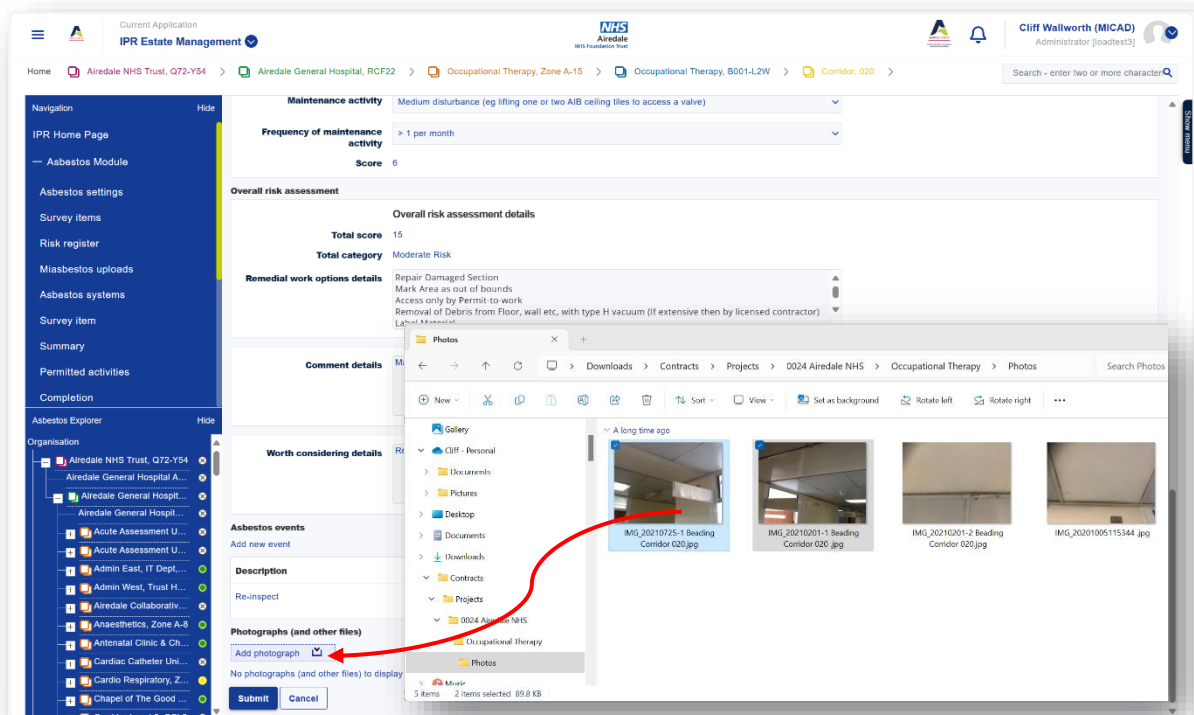 Current Application
IPR Estate Management
NHS
Airedale
NHS Foundation Trust
Cliff Wallworth (MICAD)
Administrator [loadtest3]
Home Airedale NHS Trust, Q72-Y54 > Airedale General Hospital, RCF22 > Occupational Therapy, Zone A-15 > Occupational Therapy, B001-L2W > Corridor, 020 >
Search - enter two or more character
Navigation Hide
IPR Home Page
— Asbestos Module
Asbestos settings
Survey items
Risk register
Miasbestos uploads
Asbestos systems
Survey item
Summary
Permitted activities
Completion
Asbestos Explorer Hide
Organisation
Airedale NHS Trust, Q72-Y54
Airedale General Hospital A...
Airedale General Hospit...
Airedale General Hospit...
Acute Assessment U...
Acute Assessment U...
Admin East, IT Dept,...
Admin West, Trust H...
Airedale Collaborativ...
Anaesthetics, Zone A-8
Antenatal Clinic & Ch...
Cardiac Catheter Uni...
Cardio Respiratory, Z...
Chapel of The Good ...
Show menu
Maintenance activity Medium disturbance (eg lifting one or two AIB ceiling tiles to access a valve)
Frequency of maintenance activity > 1 per month
Score 6
Overall risk assessment
Overall risk assessment details
Total score 15
Total category Moderate Risk
Remedial work options details
Repair Damaged Section
Mark Area as out of bounds
Access only by Permit-to-work
Removal of Debris from Floor, wall etc, with type H vacuum (If extensive then by licensed contractor)
Label Material
Comment details
Worth considering details
Asbestos events
Add new event
Description
Re-inspect
Photographs (and other files)
Add photograph
No photographs (and other files) to display
Submit Cancel
Photos
Downloads > Contracts > Projects > 0024 Airedale NHS > Occupational Therapy > Photos
Search Photos
New Sort View Set as background Rotate left Rotate right
Gallery
Cliff - Personal
Documents
Pictures
Desktop
Documents
Downloads
Contracts
Projects
0024 Airedale NHS
Occupational Therapy
Photos
Music
A long time ago
IMG_20210725-1 Beading Corridor 020.jpg
IMG_20210201-1 Beading Corridor 020 .jpg
IMG_20210201-2 Beading Corridor 020.jpg
IMG_20201005115344 .jpg
5 items 2 items selected 89.8 KB